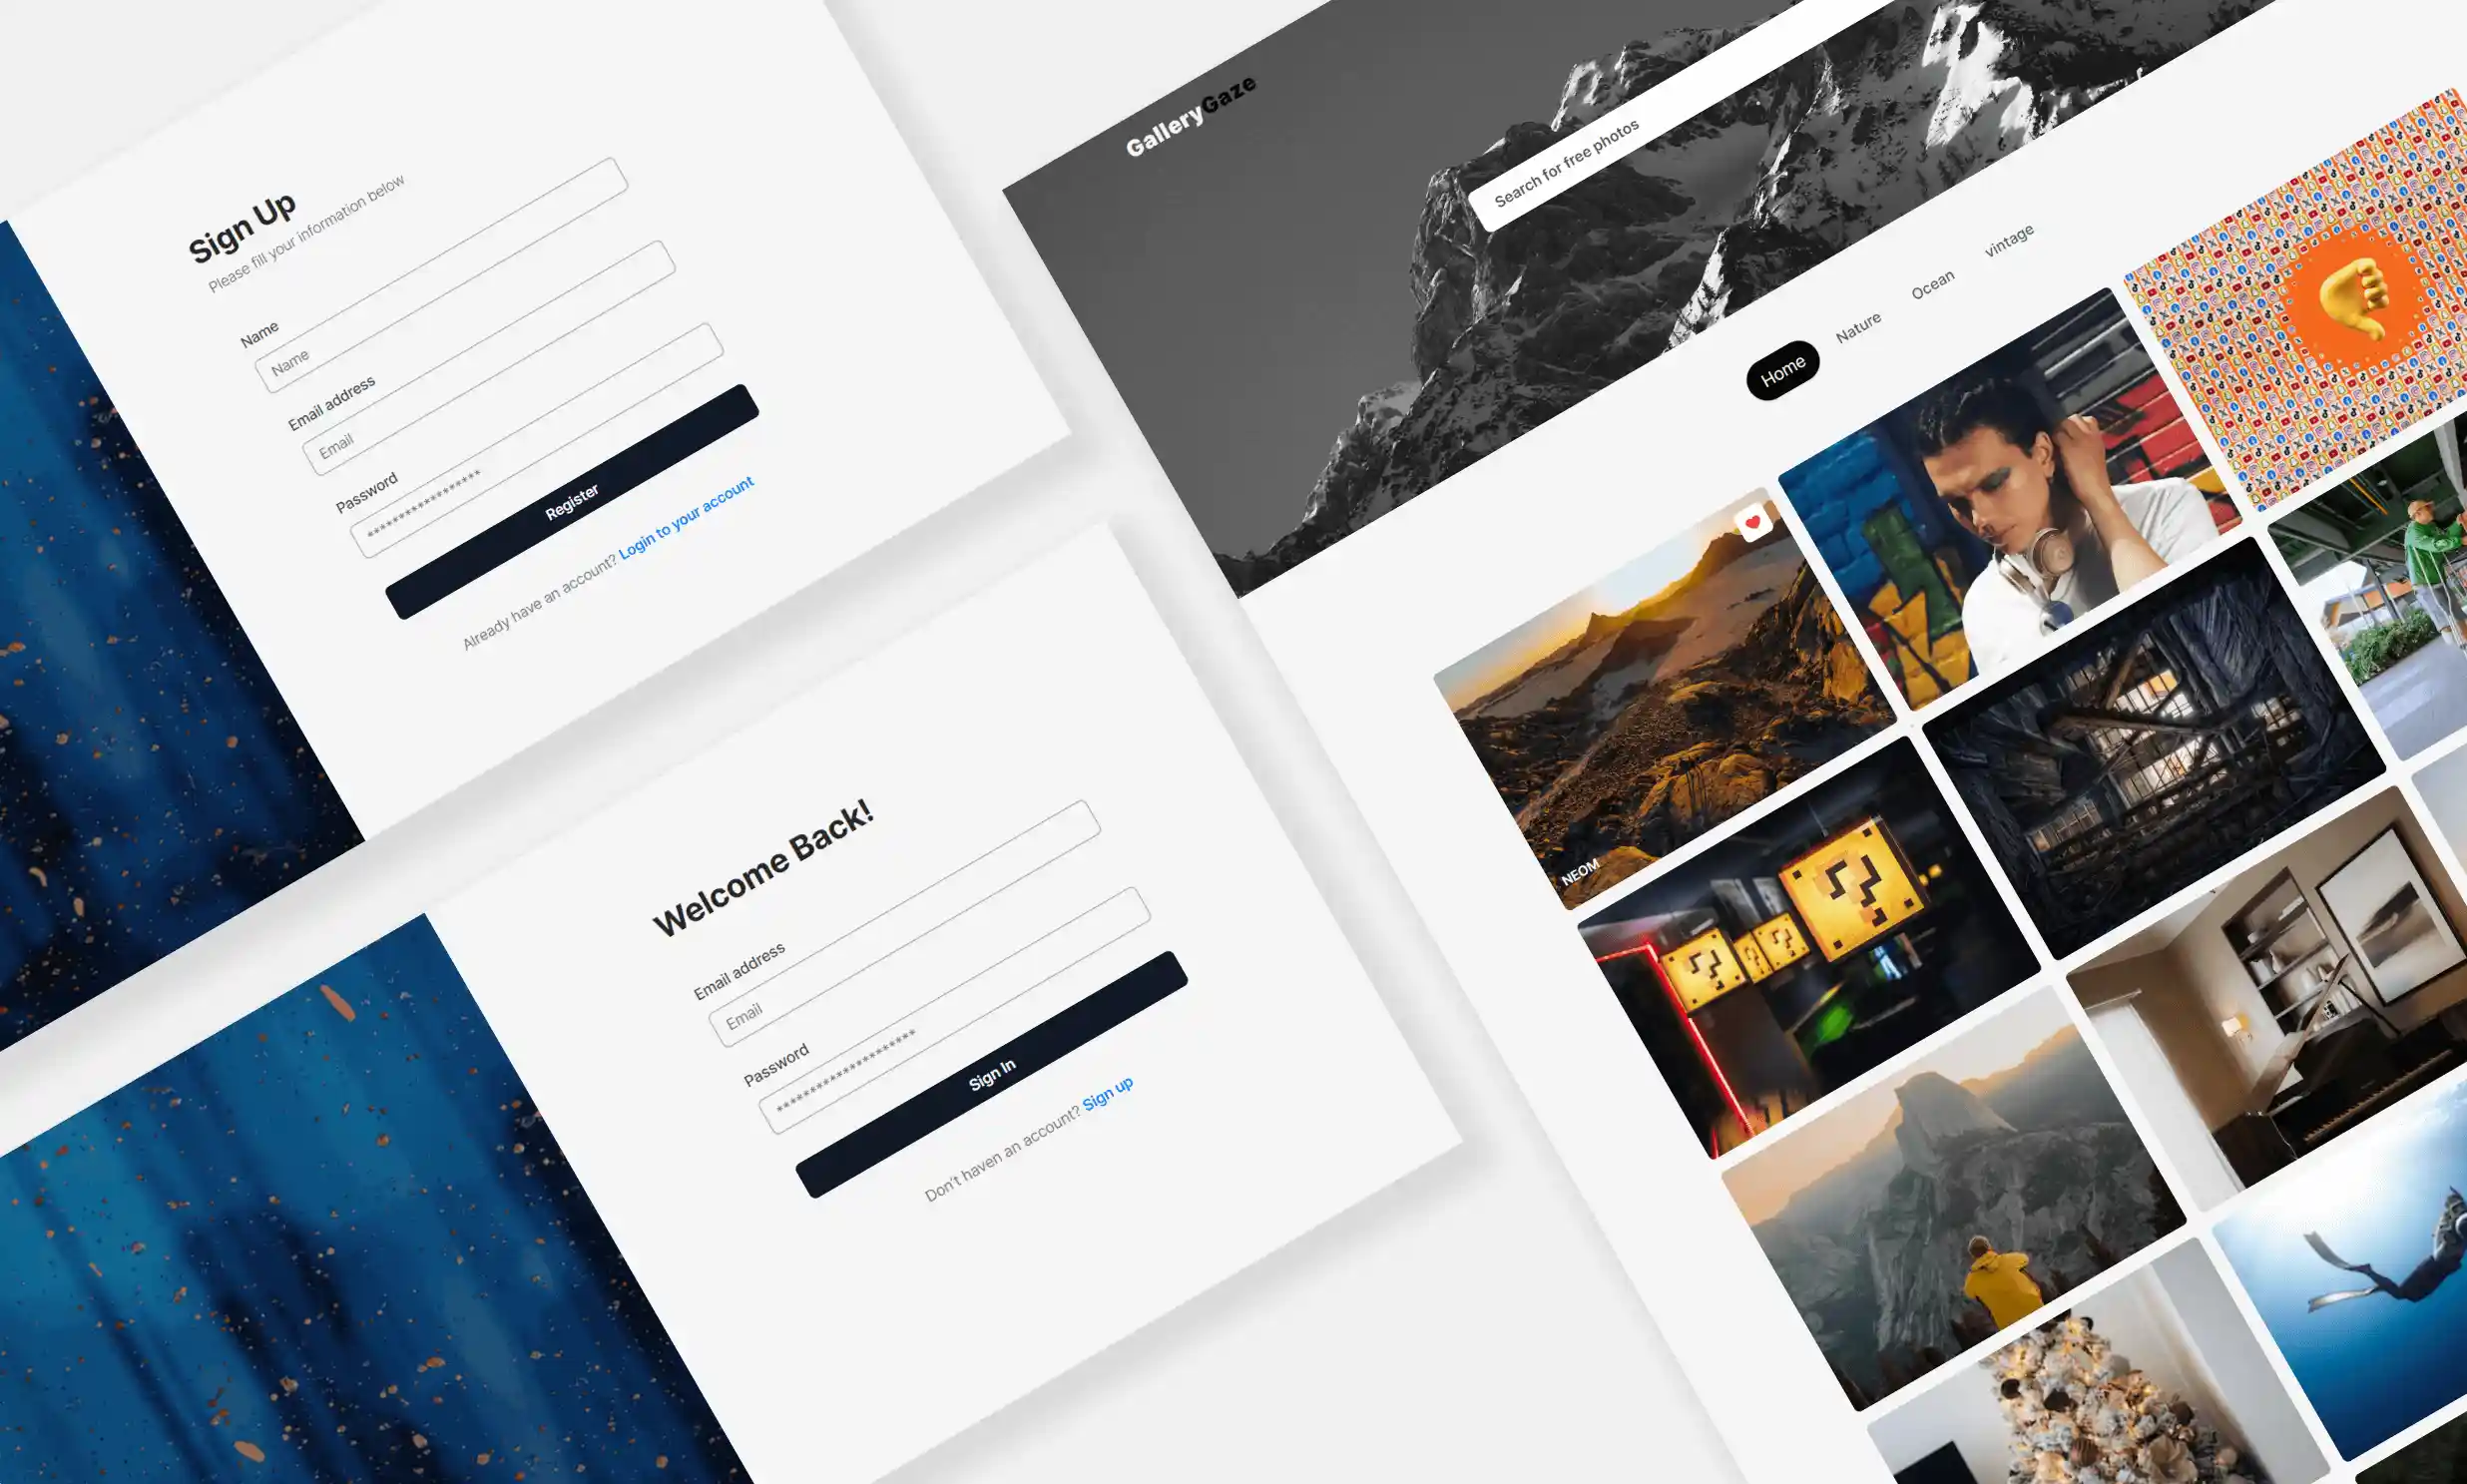 Sign Up
Please fill your information below
Name
Name
Email address
Email
Password
******************
Register
Already have an account? Login to your account
Welcome Back!
Email address
Email
Password
**********************
Sign In
Don't haven an account? Sign up
GalleryGaze
Search for free photos
Home
Nature
Ocean
vintage
NEOM
?
?
?